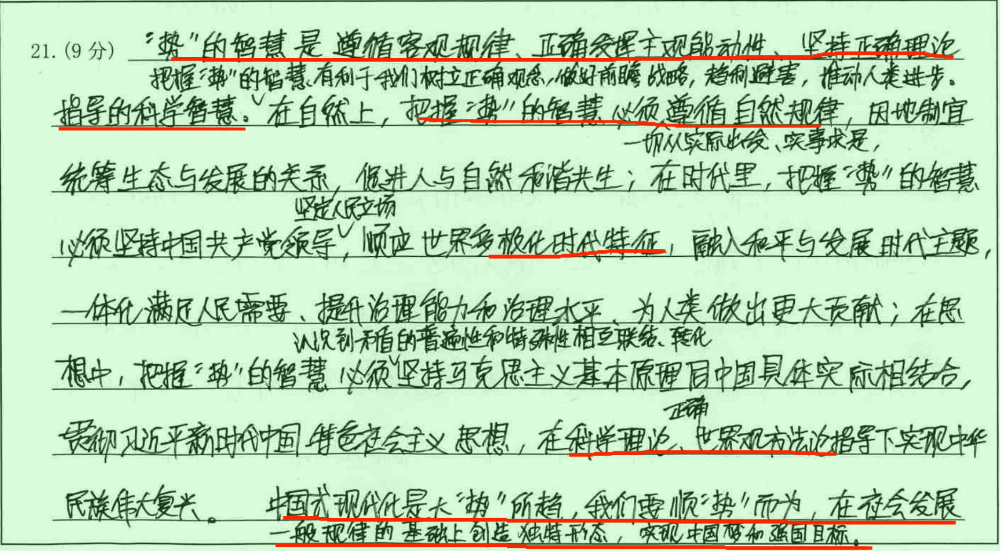 21. (9分) “势”的智慧是遵循客观规律、正确发挥主观能动性、坚持正确理论
把握“势”的智慧有利于我们树立正确观念,做好前瞻战略,趋利避害,推动人类进步。
指导的科学智慧。在自然上,把握“势”的智慧必须遵循自然规律,因地制宜
一切从实际出发、实事求是,
统筹生态与发展的关系,促进人与自然和谐共生;在时代里,把握“势”的智慧
坚定人民立场
必须坚持中国共产党领导,顺应世界多极化时代特征,融入和平与发展时代主题,
一体化满足人民需要、提升治理能力和治理水平、为人类做出更大贡献;在思
认识到矛盾的普遍性和特殊性相互联结、转化
想中,把握“势”的智慧必须坚持马克思主义基本原理同中国具体实际相结合,
正确
贯彻习近平新时代中国特色社会主义思想,在科学理论、世界观方法论指导下实现中华
民族伟大复兴。 中国式现代化是大“势”所趋,我们要顺“势”而为,在社会发展
一般规律的基础上创造独特形态,实现中国梦和强国目标。